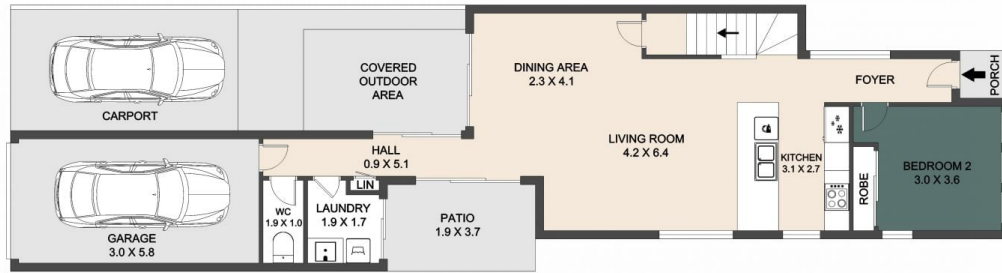 CARPORT
COVERED
OUTDOOR
AREA
DINING AREA
2.3 X 4.1
FOYER
PORCH
HALL
0.9 X 5.1
LIVING ROOM
4.2 X 6.4
KITCHEN
3.1 X 2.7
ROBE
BEDROOM 2
3.0 X 3.6
GARAGE
3.0 X 5.8
WC
1.9 X 1.0
LAUNDRY
1.9 X 1.7
LIN
PATIO
1.9 X 3.7